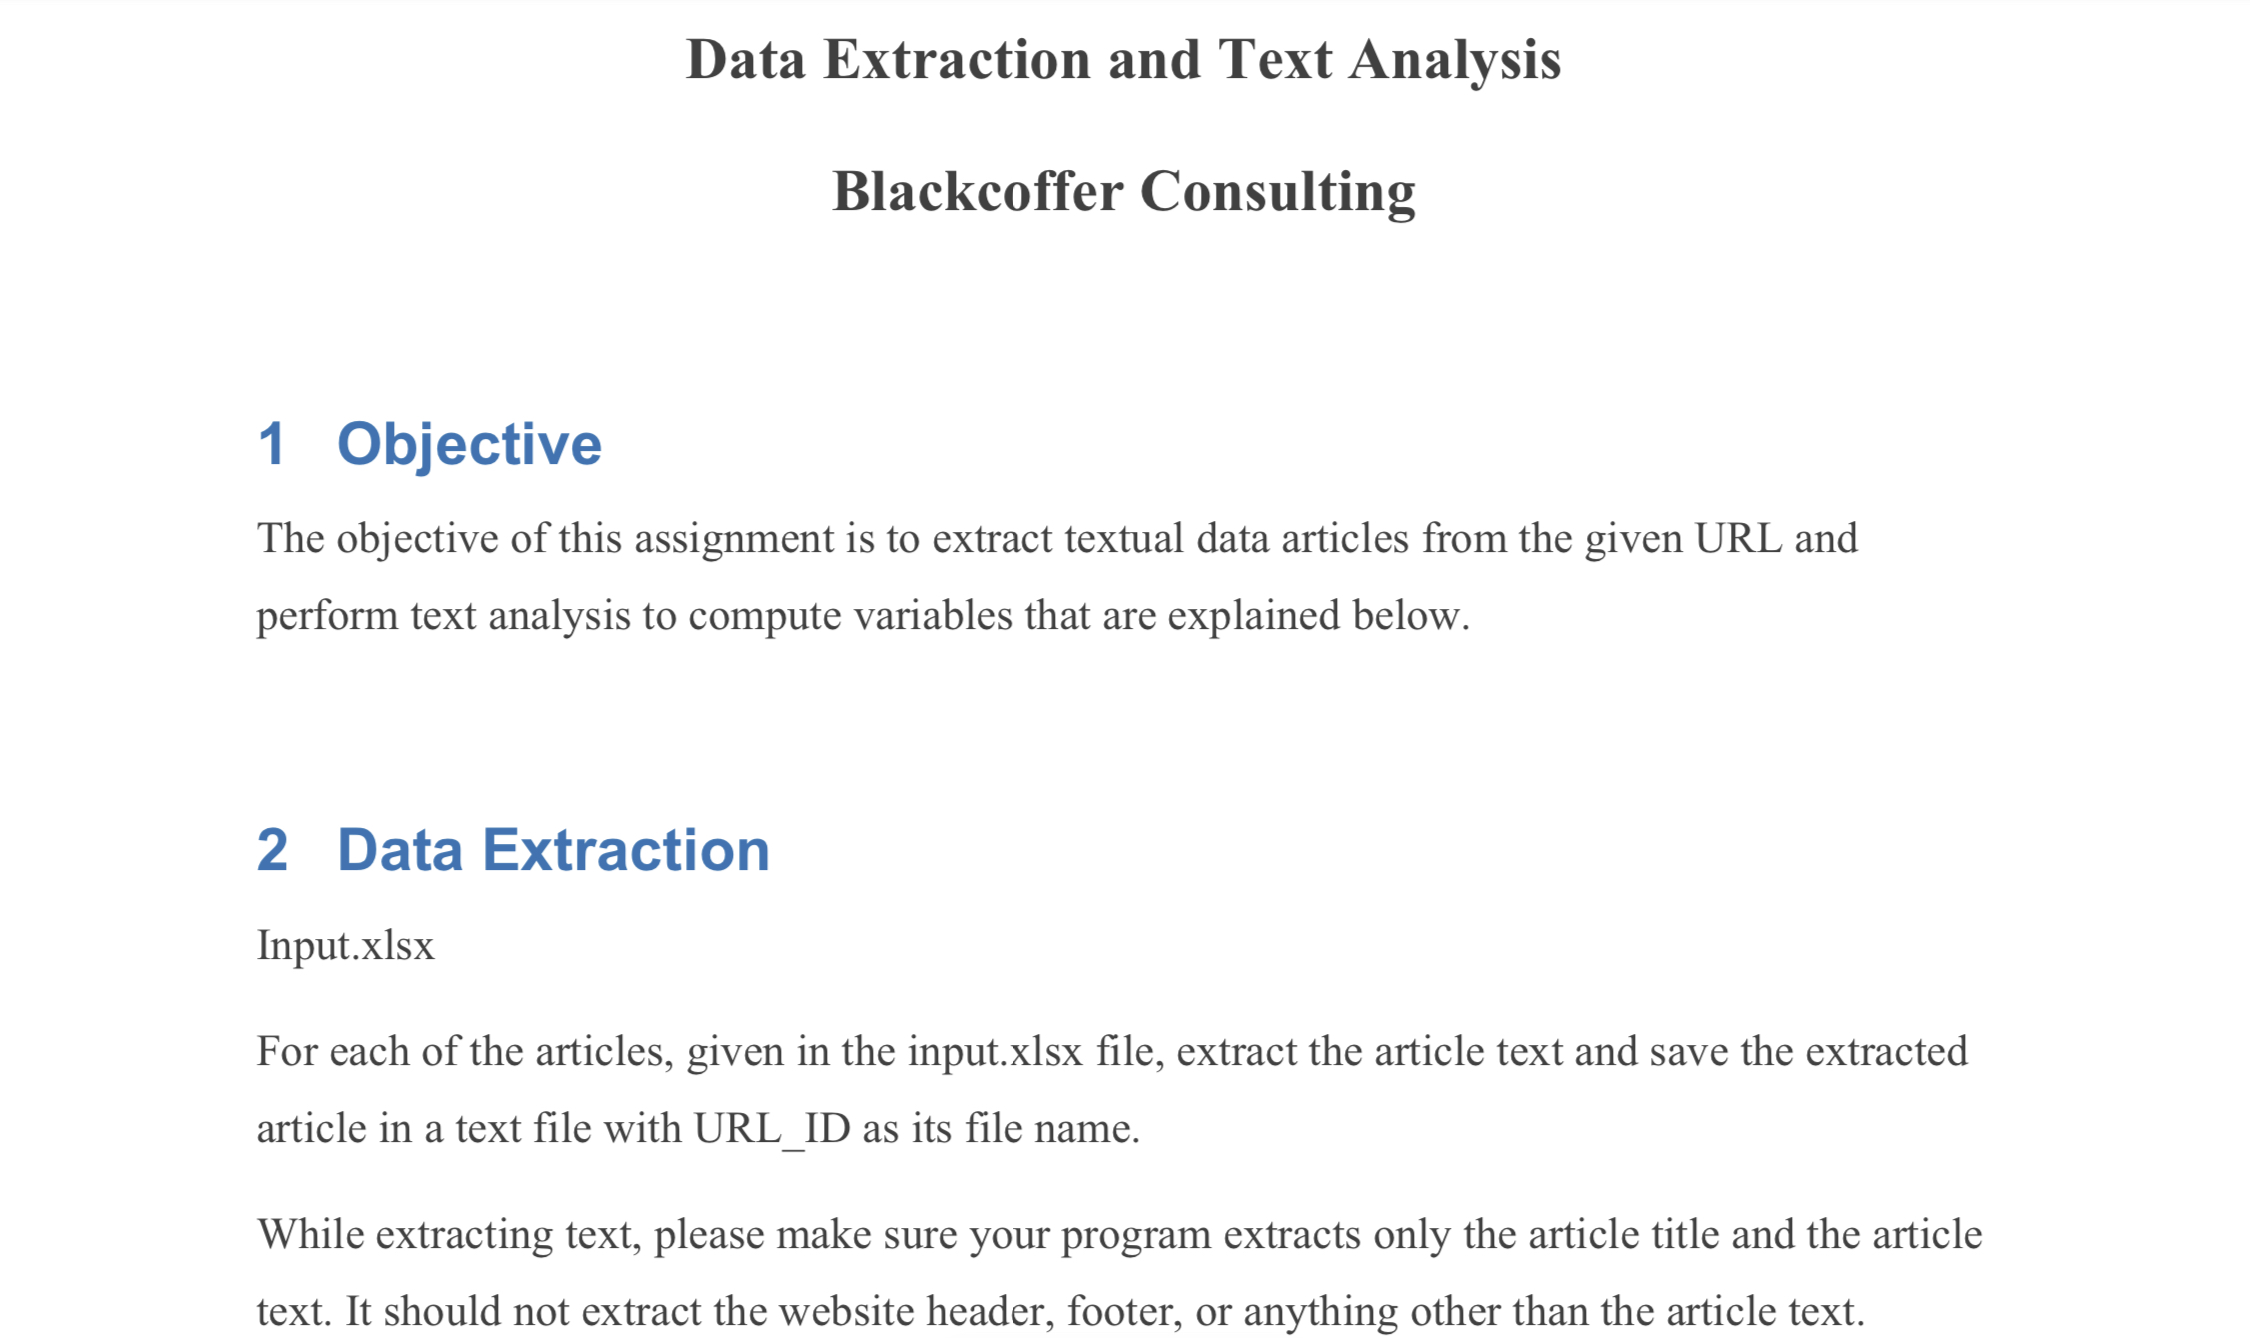 Data Extraction and Text Analysis
Blackcoffer Consulting
1 Objective
The objective of this assignment is to extract textual data articles from the given URL and
perform text analysis to compute variables that are explained below.
2 Data Extraction
Input.xlsx
For each of the articles, given in the input.xlsx file, extract the article text and save the extracted
article in a text file with URL_ID as its file name.
While extracting text, please make sure your program extracts only the article title and the article
text. It should not extract the website header, footer, or anything other than the article text.